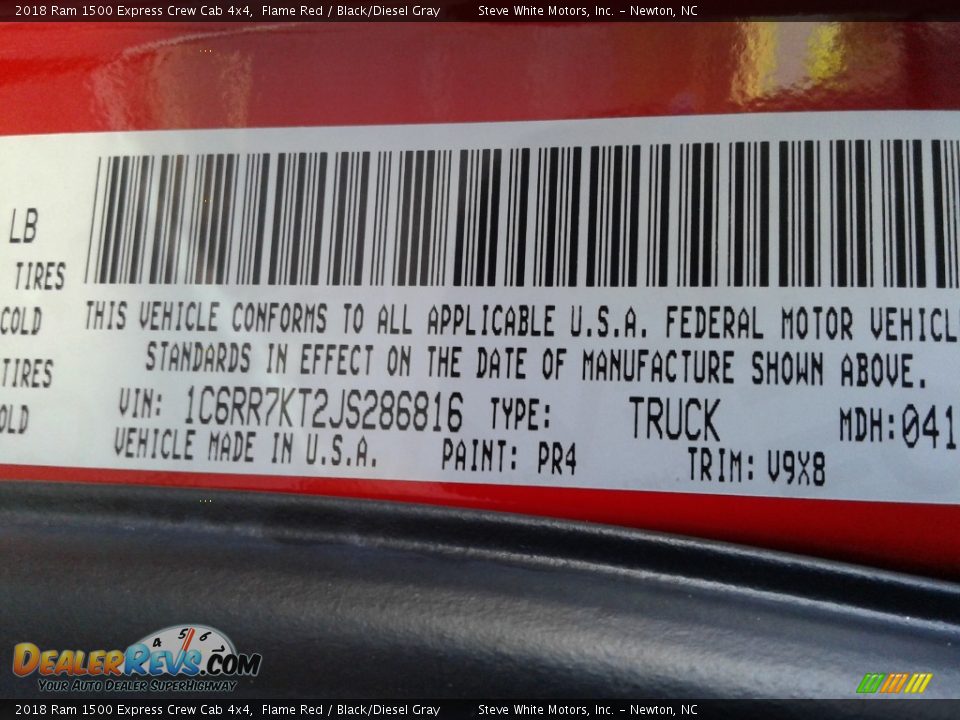 2018 Ram 1500 Express Crew Cab 4x4, Flame Red / Black/Diesel Gray Steve White Motors, Inc. - Newton, NC
LB
TIRES
COLD
TIRES
OLD
THIS VEHICLE CONFORMS TO ALL APPLICABLE U.S.A. FEDERAL MOTOR VEHICL
STANDARDS IN EFFECT ON THE DATE OF MANUFACTURE SHOWN ABOVE.
VIN: 1C6RR7KT2JS286816 TYPE: TRUCK MDH:041
VEHICLE MADE IN U.S.A. PAINT: PR4 TRIM: V9X8
4 5 6
DEALERREVS.COM
YOUR AUTO DEALER SUPERHIGHWAY
2018 Ram 1500 Express Crew Cab 4x4, Flame Red / Black/Diesel Gray Steve White Motors, Inc. - Newton, NC